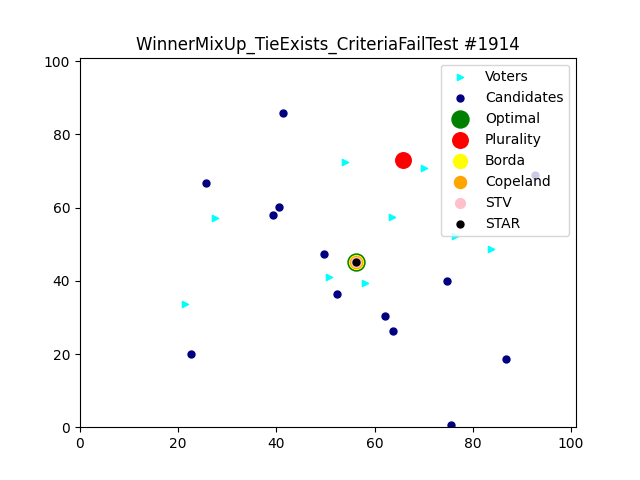 WinnerMixUp_TieExists_CriteriaFailTest #1914
100
80
60
40
20
0
0 20 40 60 80 100
Voters
Candidates
Optimal
Plurality
Borda
Copeland
STV
STAR